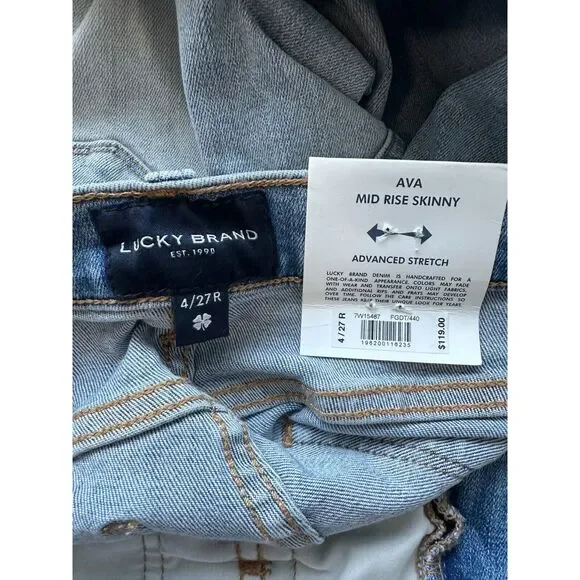 LUCKY BRAND
EST. 1990
4/27R
AVA
MID RISE SKINNY
ADVANCED STRETCH
LUCKY BRAND DENIM IS HANDCRAFTED FOR A
ONE-OF-A-KIND APPEARANCE. COLORS MAY FADE
WITH WEAR AND TRANSFER ONTO LIGHT FABRICS,
AND ADDITIONAL RIPS AND FRAYS MAY DEVELOP
OVER TIME. FOLLOW THE CARE INSTRUCTIONS SO
THESE JEANS KEEP THEIR UNIQUE LOOK FOR YEARS.
4/27 R
7W15467 PGDT/440
196200116235
$119.00